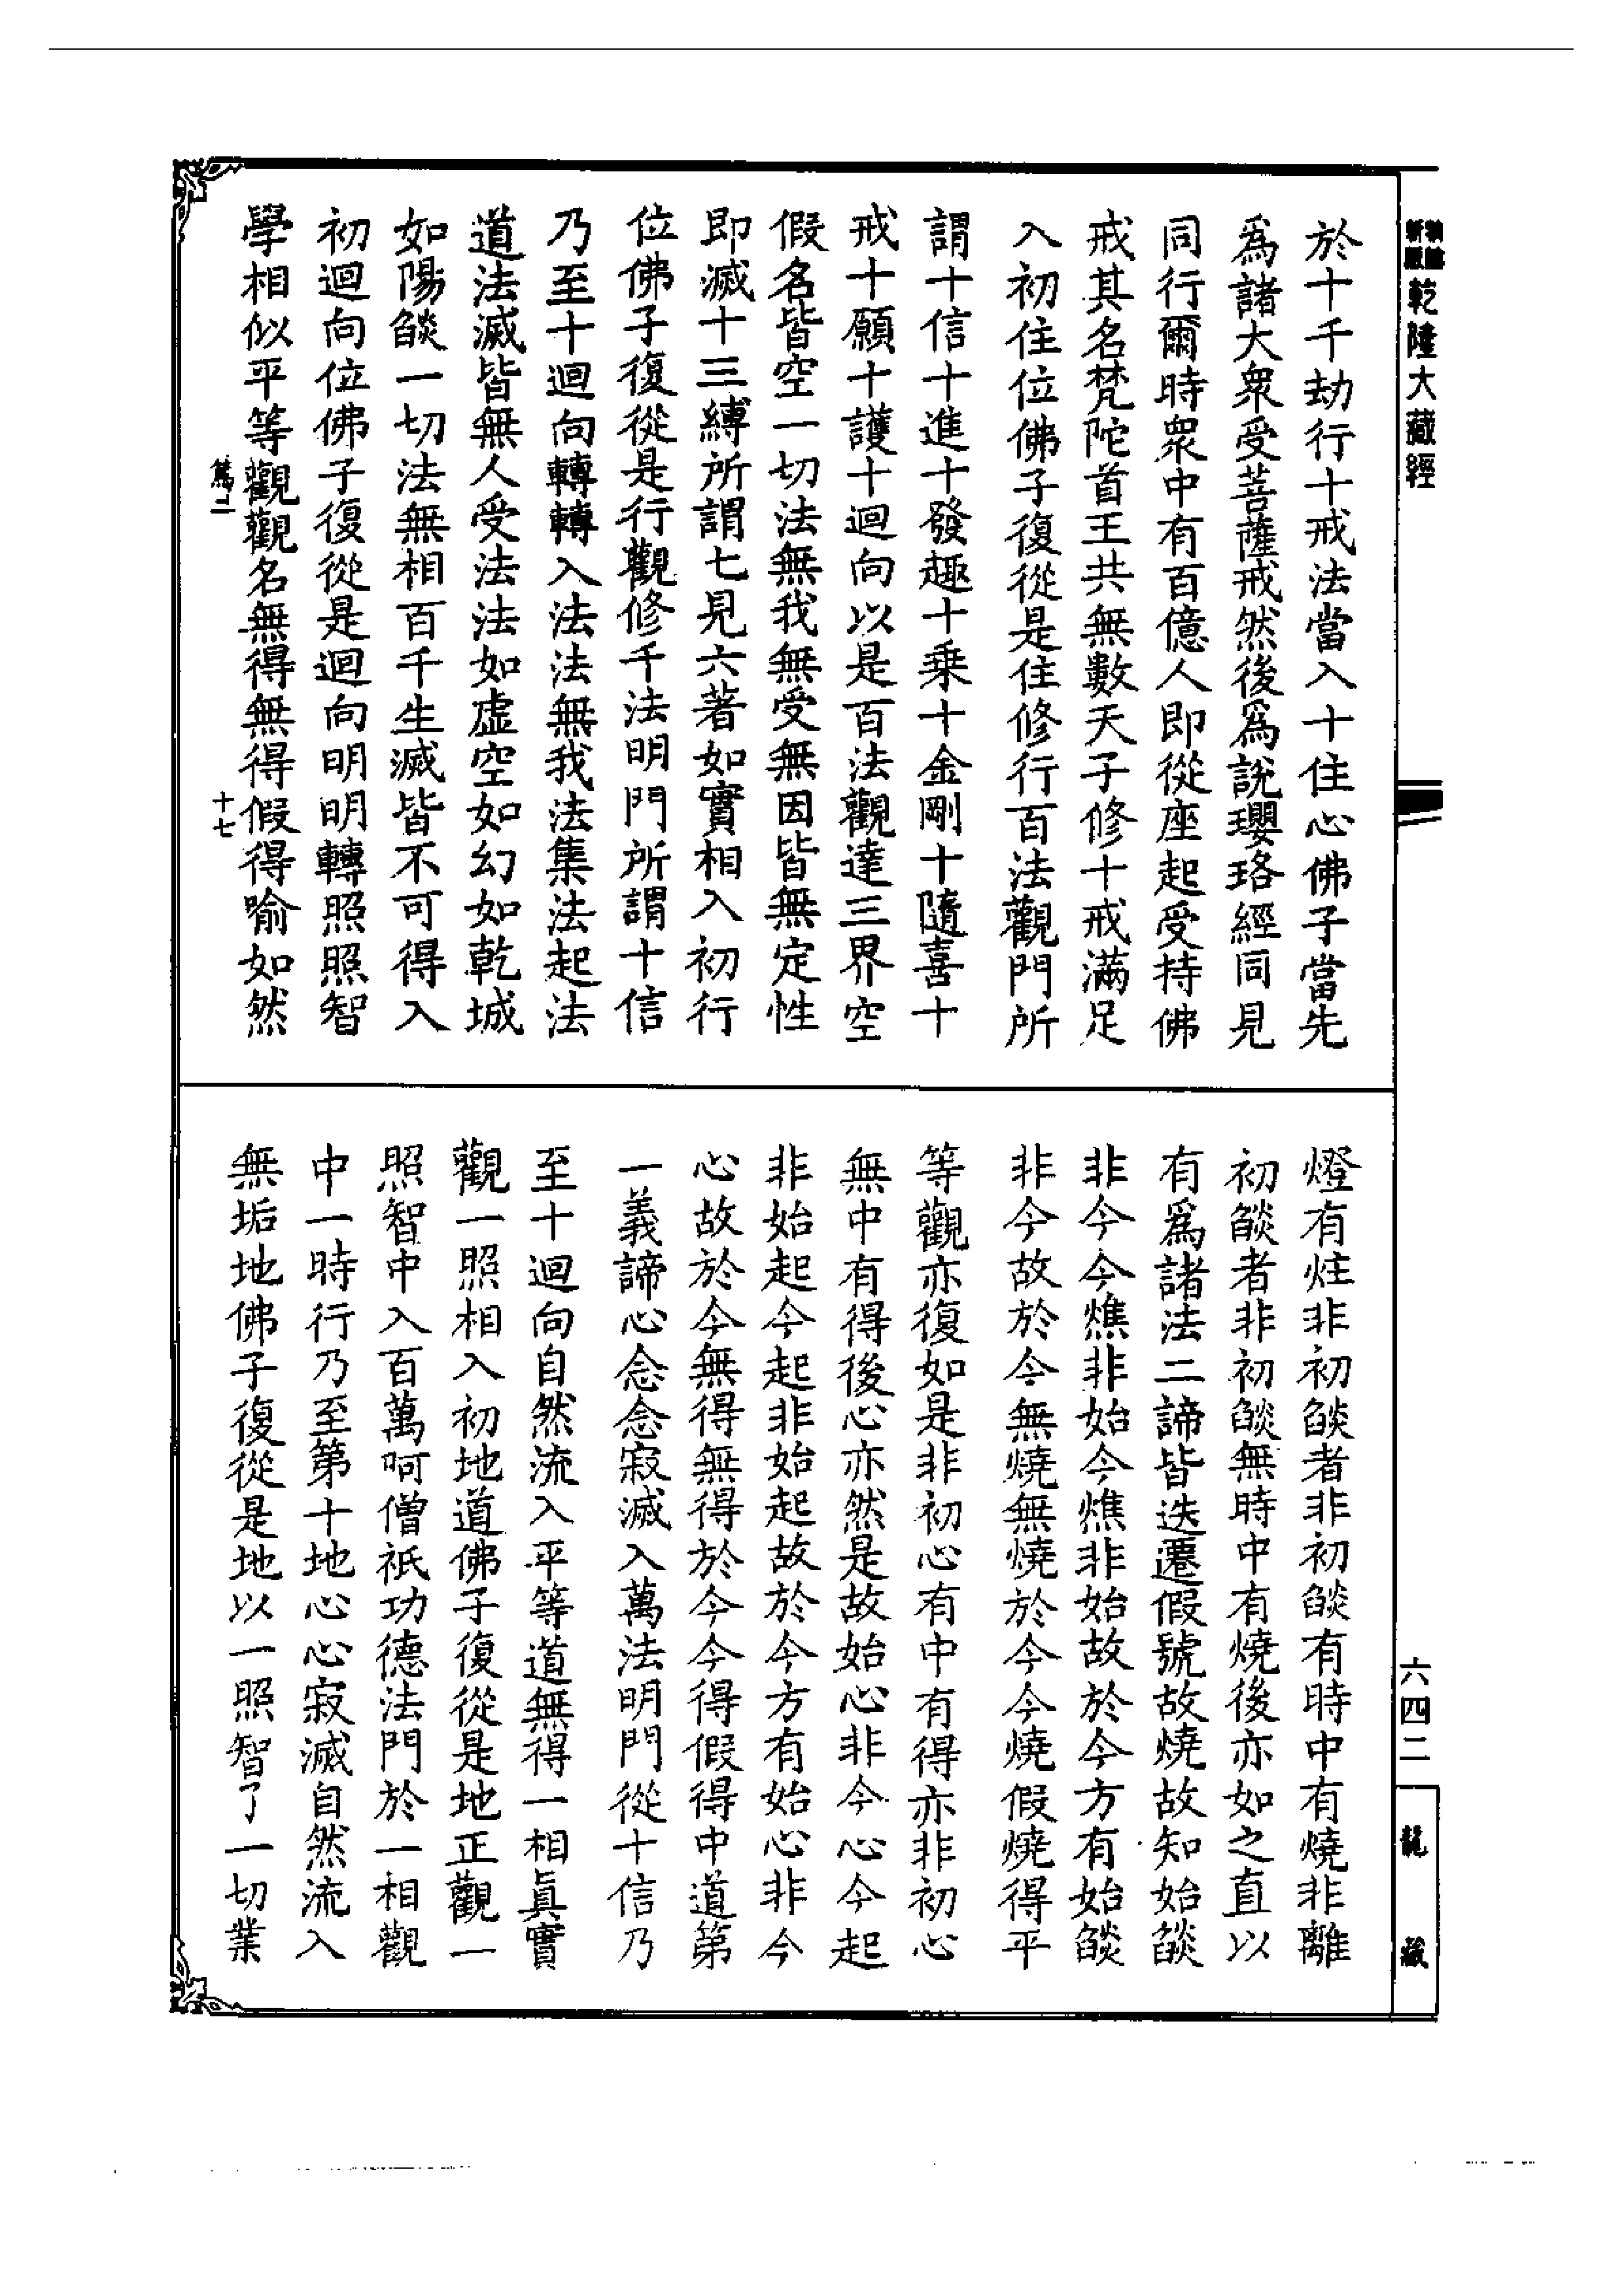 乾隆大藏經
於十千劫行十戒法當入十住心佛子當先
爲諸大衆受菩薩戒然後爲說瓔珞經同見
同行爾時衆中有百億人即從座起受持佛
戒其名梵陀首王共無數天子修十戒滿足
入初住位佛子復從是住修行百法觀門所
謂十信十進十發趣十乘十金剛十隨喜十
戒十願十護十迴向以是百法觀達三界空
假名皆空一切法無我無受無因皆無定性
即滅十三縛所謂七見六著如實相入初行
位佛子復從是行觀修千法明門所謂十信
乃至十迴向轉轉入法法無我法集法起法
道法滅皆無人受法法如虛空如幻如乾城
如陽燄一切法無相百千生滅皆不可得入
初迴向位佛子復從是迴向明明轉照照智
學相似平等觀觀名無得無得假得喻如然
十七
燈有炷非初燄者非初燄有時中有燒非離
初燄者非初燄無時中有燒後亦如之直以
有爲諸法二諦皆迭遷假號故燒故知始燄
非今今燋非始今燋非始故於今方有始燄
非今故於今無燒無燒於今今燒假燒得平
等觀亦復如是非初心有中有得亦非初心
無中有得後心亦然是故始心非今心今起
非始起今起非始起故於今方有始心非今
心故於今無得無得於今今得假得中道第
一義諦心念念寂滅入萬法明門從十信乃
至十迴向自然流入平等道無得一相眞實
觀一照相入初地道佛子復從是地正觀一
照智中入百萬呵僧祇功德法門於一相觀
中一時行乃至第十地心心寂滅自然流入
無垢地佛子復從是地以一照智了一切業
六四二
龍藏